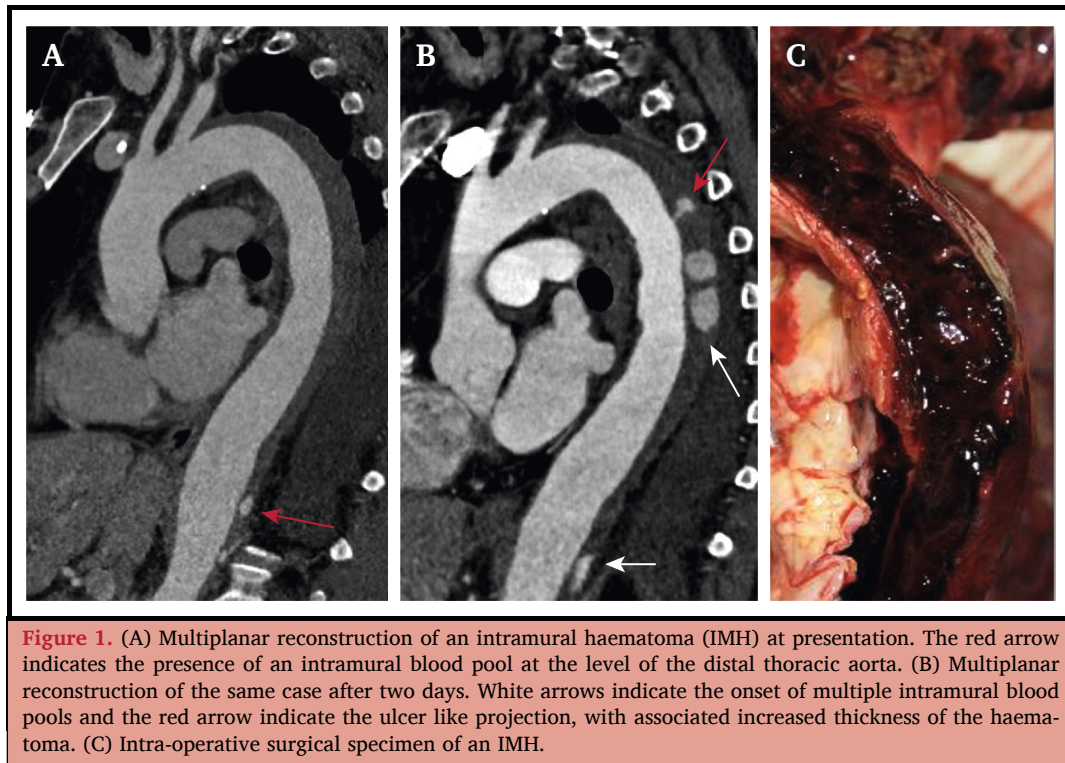 A
B
C
Figure 1. (A) Multiplanar reconstruction of an intramural haematoma (IMH) at presentation. The red arrow
indicates the presence of an intramural blood pool at the level of the distal thoracic aorta. (B) Multiplanar
reconstruction of the same case after two days. White arrows indicate the onset of multiple intramural blood
pools and the red arrow indicate the ulcer like projection, with associated increased thickness of the haema-
toma. (C) Intra-operative surgical specimen of an IMH.